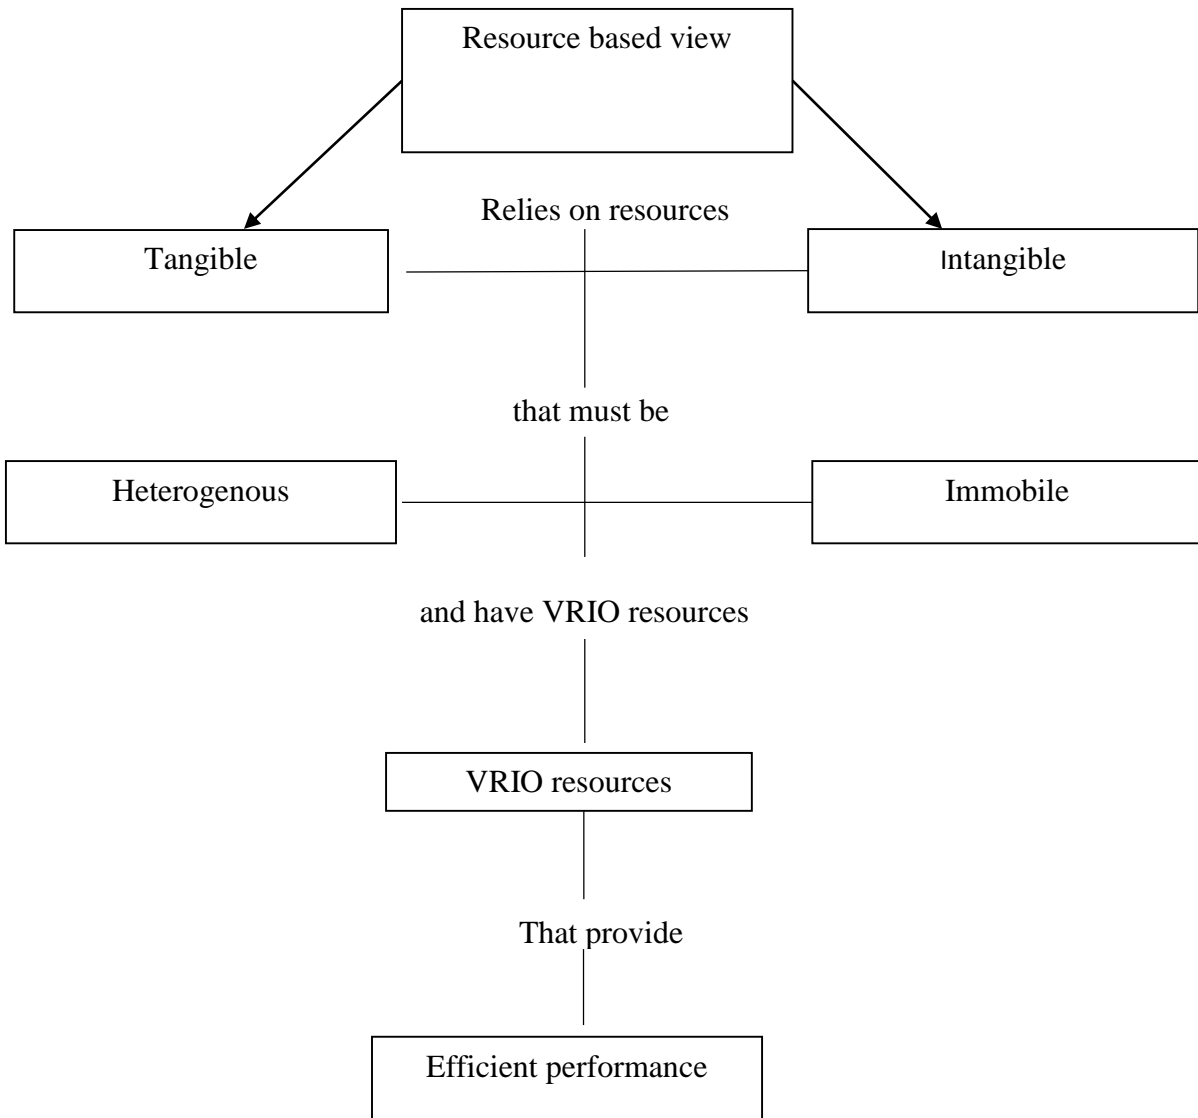 Resource based view
Relies on resources
Tangible
Intangible
that must be
Heterogenous
Immobile
and have VRIO resources
VRIO resources
That provide
Efficient performance